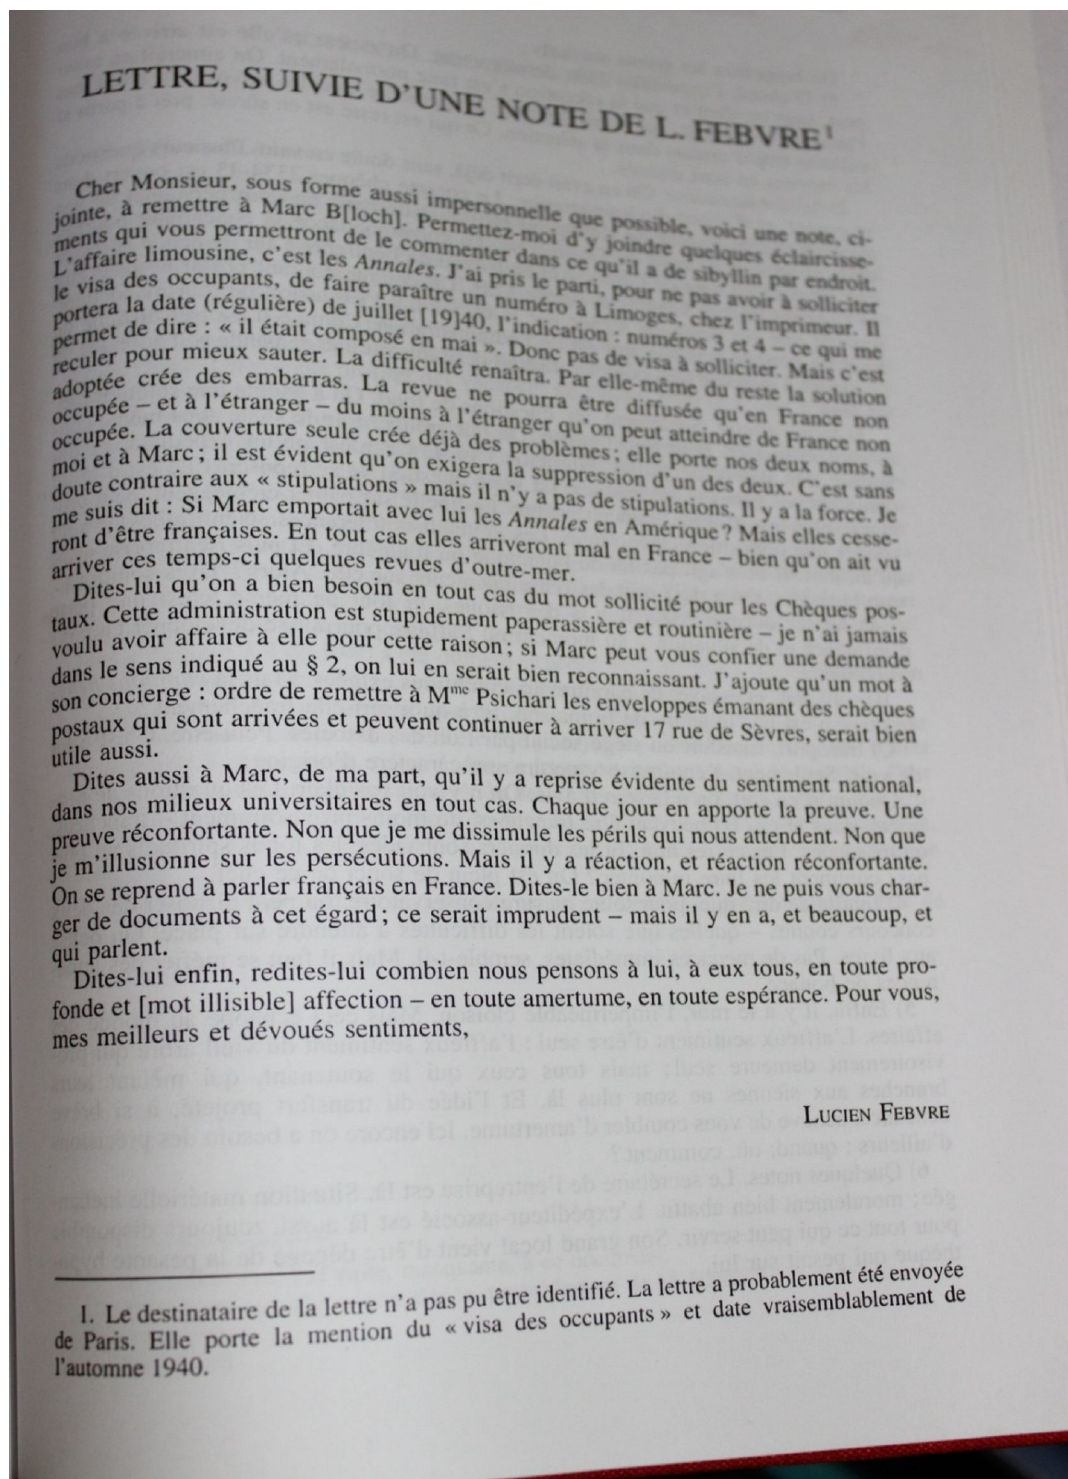 LETTRE, SUIVIE D'UNE NOTE DE L. FEBVRE¹
Cher Monsieur, sous forme aussi impersonnelle que possible, voici une note, ci-
jointe, à remettre à Marc B[loch]. Permettez-moi d'y joindre quelques éclaircisse-
ments qui vous permettront de le commenter dans ce qu'il a de sibyllin par endroit.
L'affaire limousine, c'est les Annales. J'ai pris le parti, pour ne pas avoir à solliciter
le visa des occupants, de faire paraître un numéro à Limoges, chez l'imprimeur. Il
portera la date (régulière) de juillet [19]40, l'indication : numéros 3 et 4 – ce qui me
permet de dire : « il était composé en mai ». Donc pas de visa à solliciter. Mais c'est
reculer pour mieux sauter. La difficulté renaîtra. Par elle-même du reste la solution
adoptée crée des embarras. La revue ne pourra être diffusée qu'en France non
occupée – et à l'étranger – du moins à l'étranger qu'on peut atteindre de France non
occupée. La couverture seule crée déjà des problèmes ; elle porte nos deux noms, à
moi et à Marc ; il est évident qu'on exigera la suppression d'un des deux. C'est sans
doute contraire aux « stipulations » mais il n'y a pas de stipulations. Il y a la force. Je
me suis dit : Si Marc emportait avec lui les Annales en Amérique ? Mais elles cesse-
ront d'être françaises. En tout cas elles arriveront mal en France – bien qu'on ait vu
arriver ces temps-ci quelques revues d'outre-mer.
Dites-lui qu'on a bien besoin en tout cas du mot sollicité pour les Chèques pos-
taux. Cette administration est stupidement paperassière et routinière – je n'ai jamais
voulu avoir affaire à elle pour cette raison ; si Marc peut vous confier une demande
dans le sens indiqué au § 2, on lui en serait bien reconnaissant. J'ajoute qu'un mot à
son concierge : ordre de remettre à Mme Psichari les enveloppes émanant des chèques
postaux qui sont arrivées et peuvent continuer à arriver 17 rue de Sèvres, serait bien
utile aussi.
Dites aussi à Marc, de ma part, qu'il y a reprise évidente du sentiment national,
dans nos milieux universitaires en tout cas. Chaque jour en apporte la preuve. Une
preuve réconfortante. Non que je me dissimule les périls qui nous attendent. Non que
je m'illusionne sur les persécutions. Mais il y a réaction, et réaction réconfortante.
On se reprend à parler français en France. Dites-le bien à Marc. Je ne puis vous char-
ger de documents à cet égard ; ce serait imprudent – mais il y en a, et beaucoup, et
qui parlent.
Dites-lui enfin, redites-lui combien nous pensons à lui, à eux tous, en toute pro-
fonde et [mot illisible] affection – en toute amertume, en toute espérance. Pour vous,
mes meilleurs et dévoués sentiments,
LUCIEN FEBVRE
1. Le destinataire de la lettre n'a pas pu être identifié. La lettre a probablement été envoyée
de Paris. Elle porte la mention du « visa des occupants » et date vraisemblablement de
l'automne 1940.